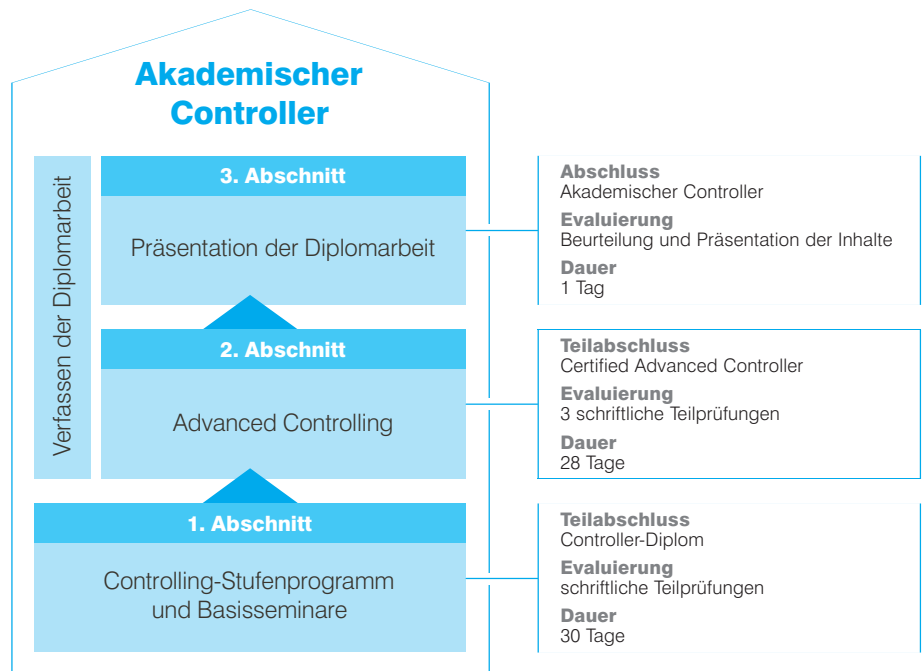 Akademischer
Controller
Verfassen der Diplomarbeit
3. Abschnitt
Präsentation der Diplomarbeit
Abschluss
Akademischer Controller
Evaluierung
Beurteilung und Präsentation der Inhalte
Dauer
1 Tag
2. Abschnitt
Advanced Controlling
Teilabschluss
Certified Advanced Controller
Evaluierung
3 schriftliche Teilprüfungen
Dauer
28 Tage
1. Abschnitt
Controlling-Stufenprogramm
und Basisseminare
Teilabschluss
Controller-Diplom
Evaluierung
schriftliche Teilprüfungen
Dauer
30 Tage